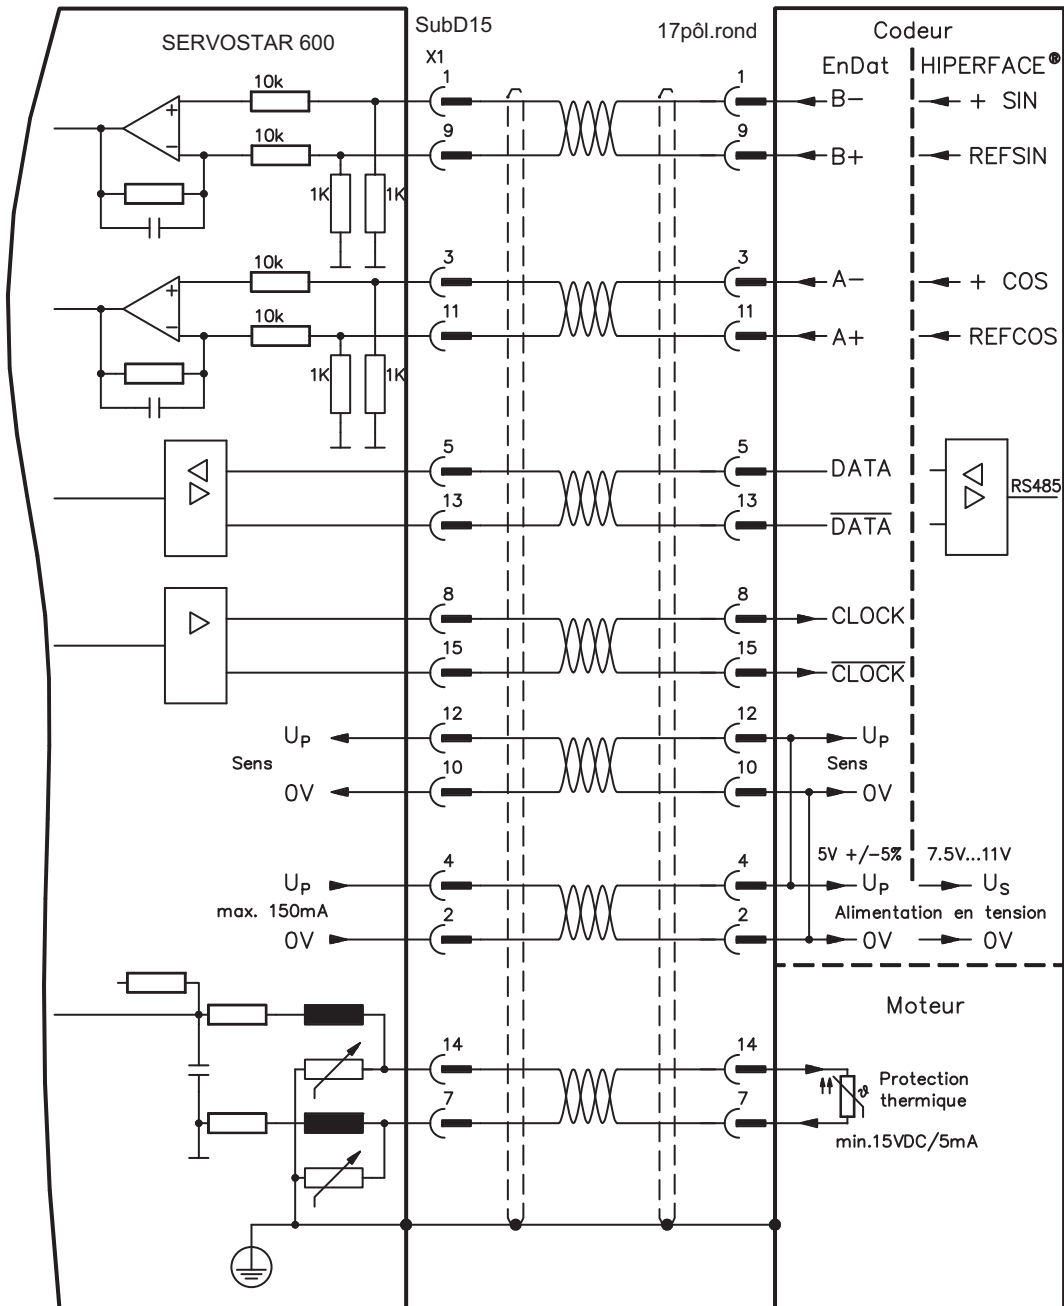 SERVOSTAR 600
SubD15
17pôl.rond
Codeur
X1
EnDat
HIPERFACE®
10k
1
1
B-
+ SIN
+
-
10k
9
9
B+
REFSIN
1K
1K
10k
3
3
A-
+ COS
+
-
10k
11
11
A+
REFCOS
1K
1K
5
5
DATA
RS485
13
13
DATA
8
8
CLOCK
15
15
CLOCK
UP
12
12
UP
Sens
Sens
0V
10
10
0V
5V +/-5%
7.5V...11V
UP
4
4
UP
US
max. 150mA
Alimentation en tension
0V
2
2
0V
0V
Moteur
14
14
Protection
thermique
ϑ
7
7
min.15VDC/5mA